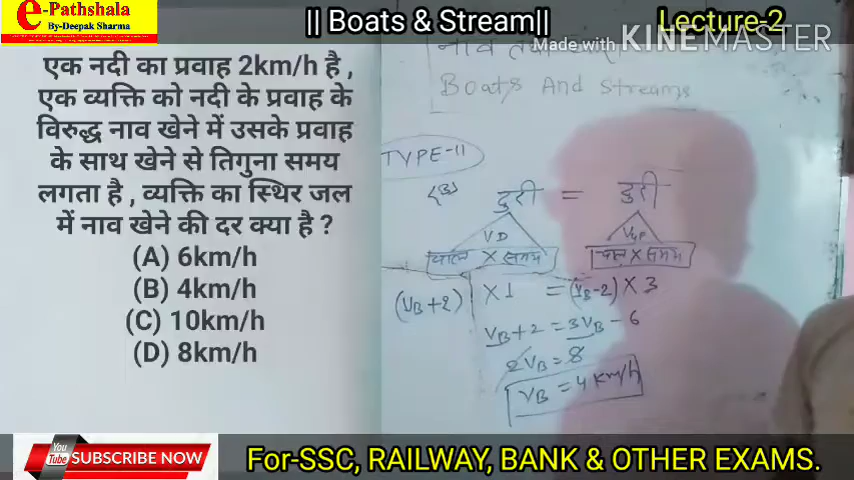 e-Pathshala
By-Deepak Sharma
|| Boats & Stream||
Lecture-2
Made with KINEMASTER
एक नदी का प्रवाह 2km/h है ,
एक व्यक्ति को नदी के प्रवाह के
विरुद्ध नाव खेने में उसके प्रवाह
के साथ खेने से तिगुना समय
लगता है , व्यक्ति का स्थिर जल
में नाव खेने की दर क्या है ?
(A) 6km/h
(B) 4km/h
(C) 10km/h
(D) 8km/h
नाव
Boats And Streams
TYPE-11
दुरी = दुरी
VD
चाल × समय चाल × समय
(VB+2) × 1 = (VB-2) × 3
VB+2 = 3VB - 6
2VB = 8
VB = 4 km/h
You Tube SUBSCRIBE NOW
For-SSC, RAILWAY, BANK & OTHER EXAMS.